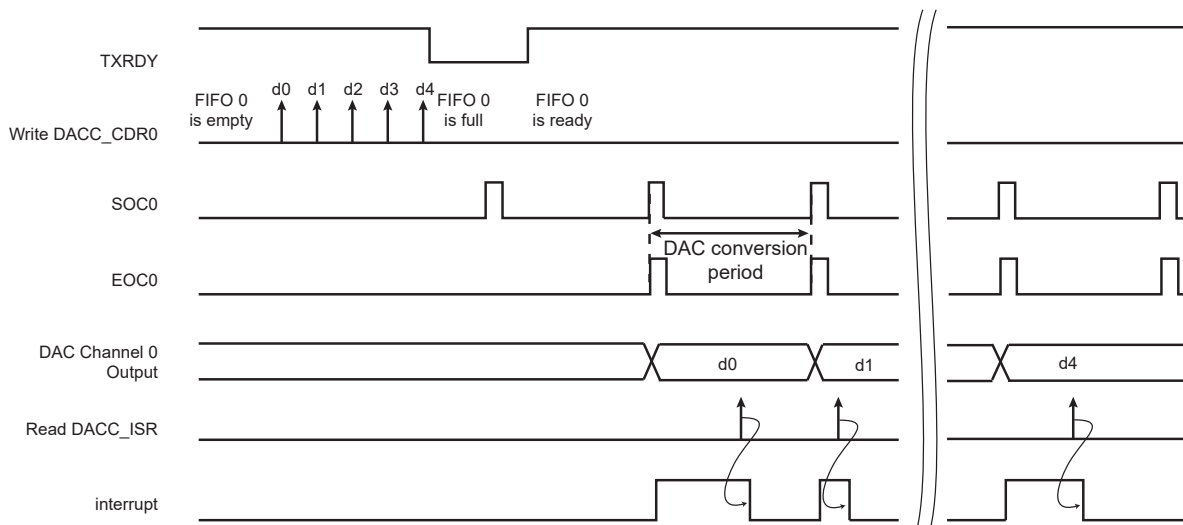 TXRDY
d0 d1 d2 d3 d4
FIFO 0 FIFO 0 FIFO 0
is empty is full is ready
Write DACC_CDR0
SOC0
DAC conversion
period
EOC0
DAC Channel 0
Output
d0 d1 d4
Read DACC_ISR
interrupt